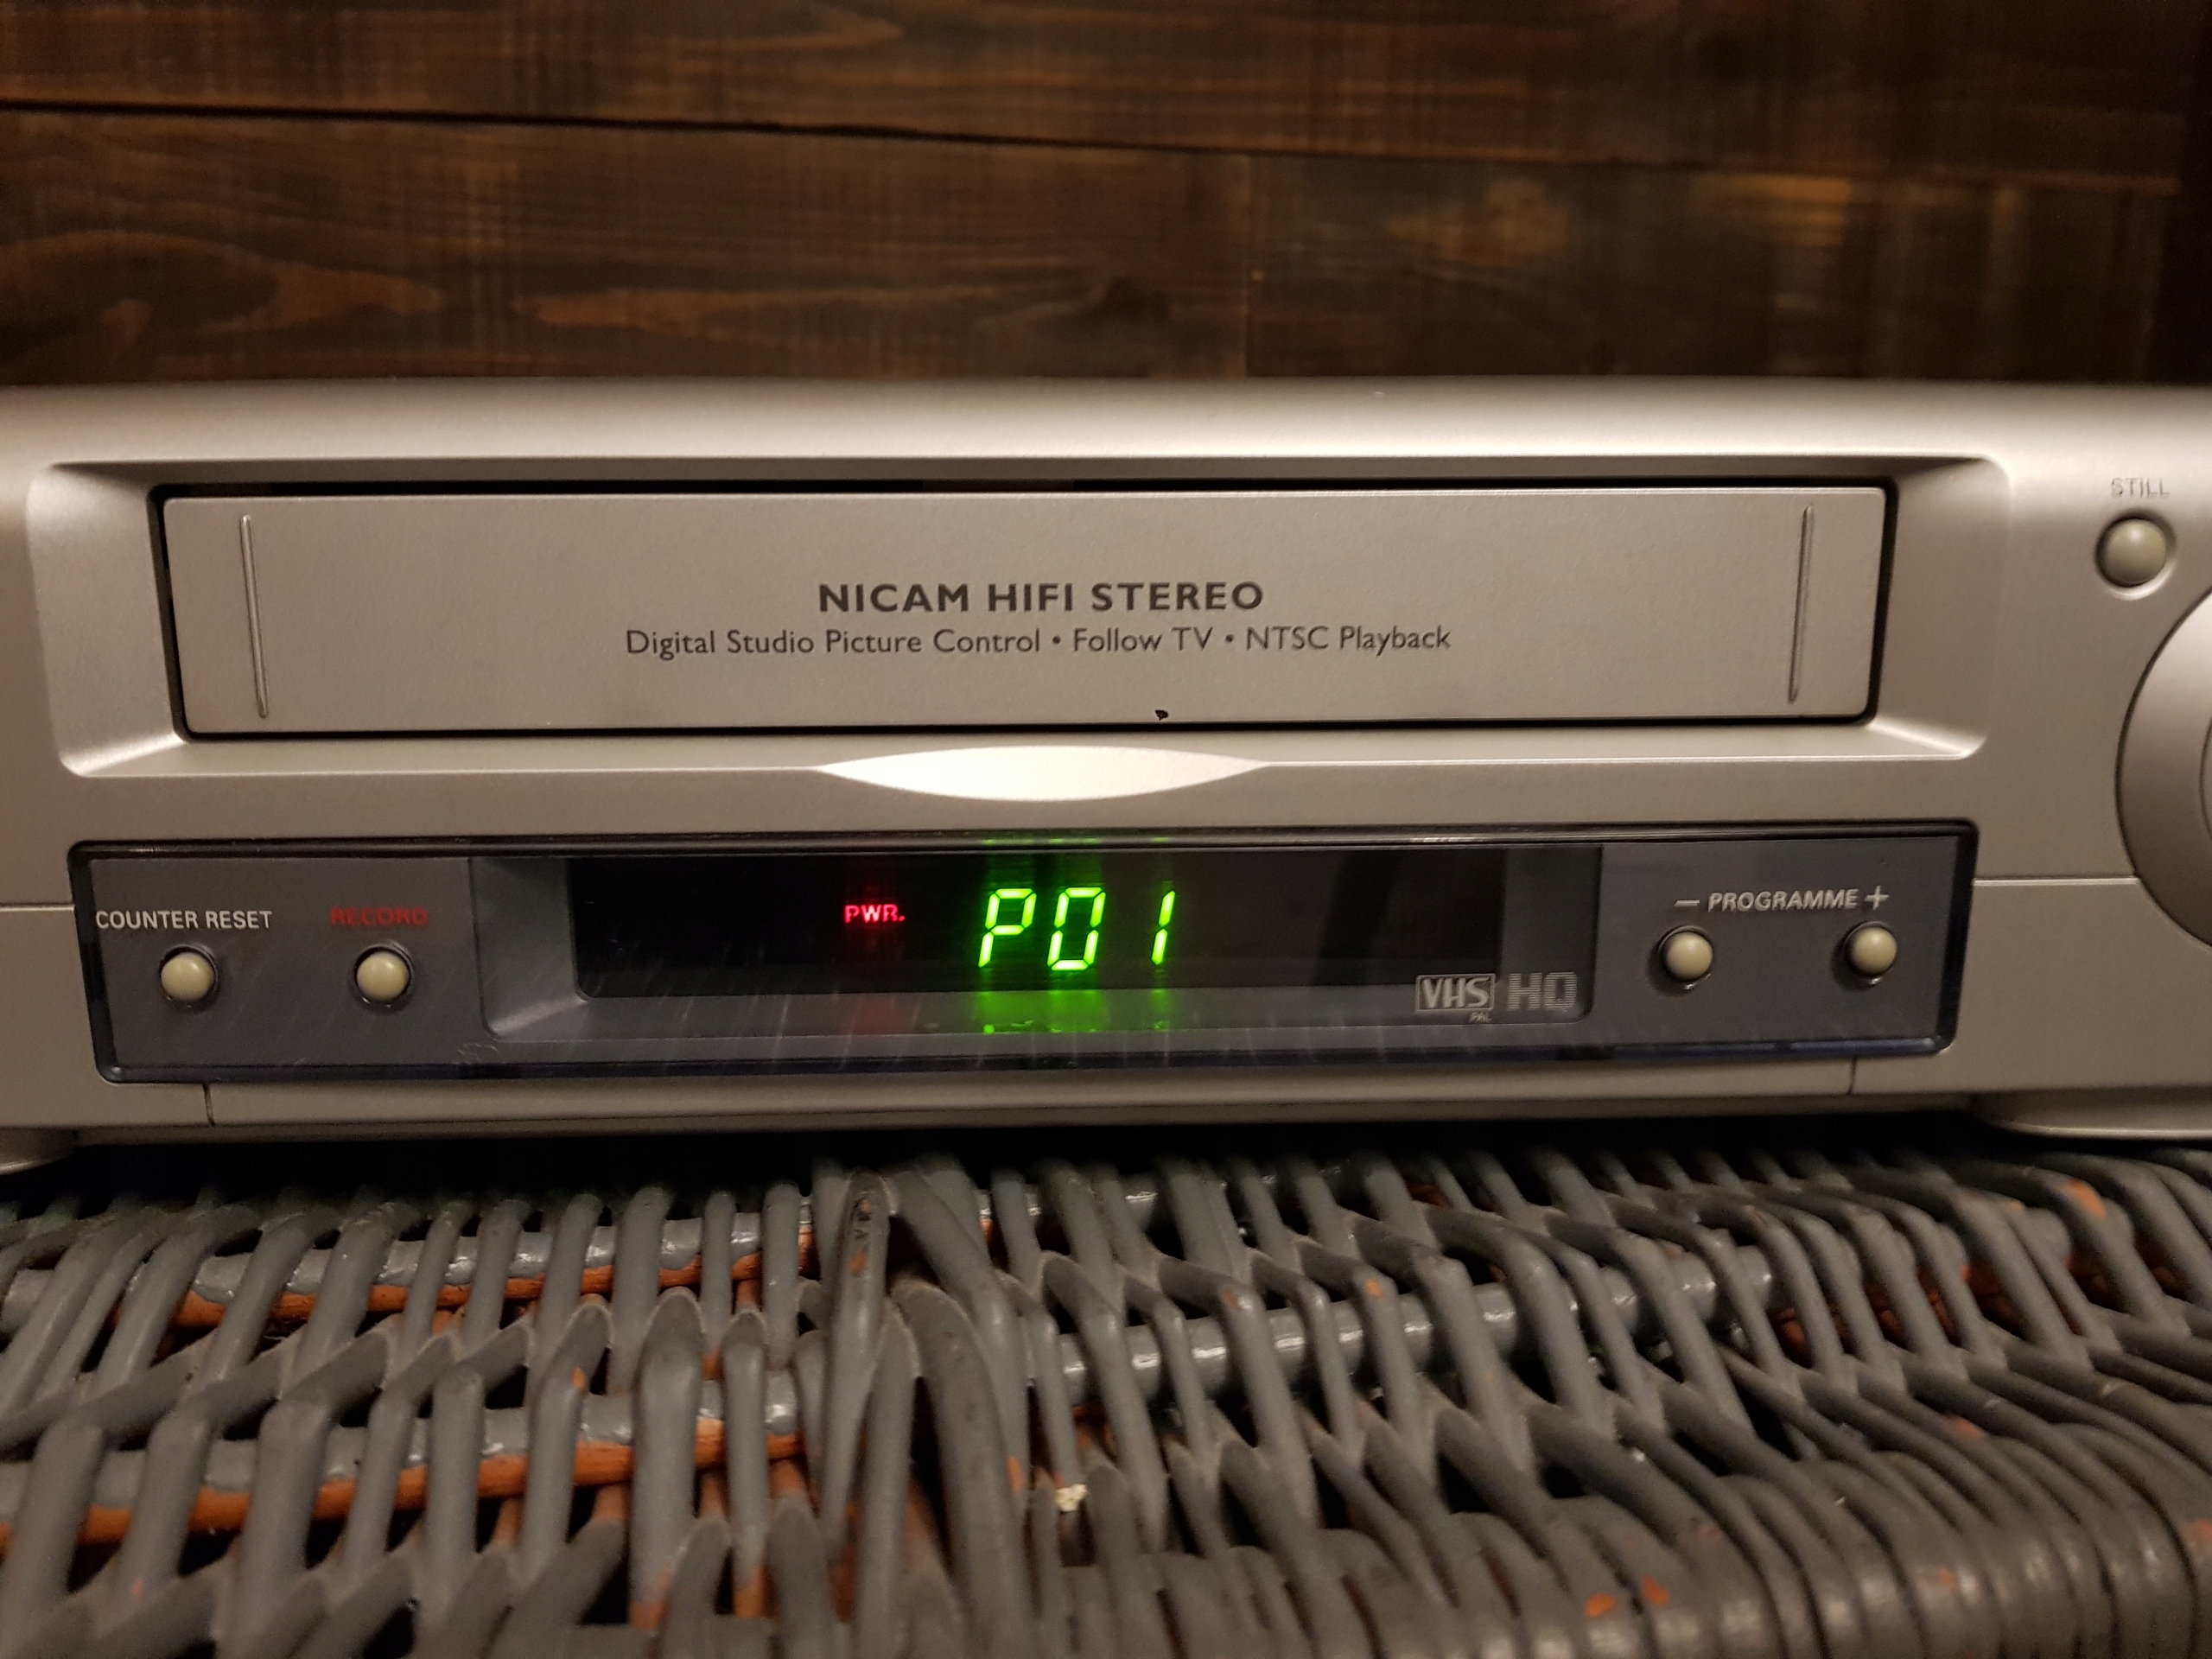 STILL
NICAM HIFI STEREO
Digital Studio Picture Control • Follow TV • NTSC Playback
COUNTER RESET
RECORD
PWR.
P01
— PROGRAMME +
VHS HQ
PAL